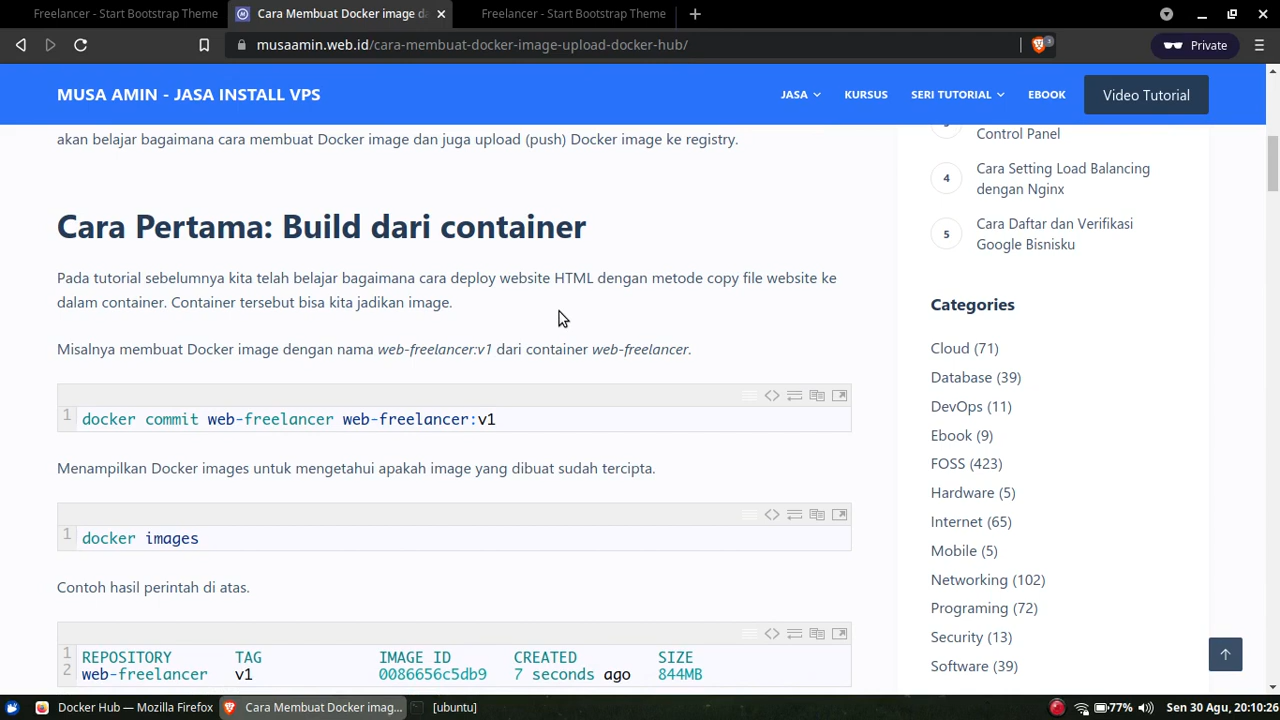 Freelancer - Start Bootstrap Theme
Cara Membuat Docker image da
Freelancer - Start Bootstrap Theme
musaamin.web.id/cara-membuat-docker-image-upload-docker-hub/
3
Private
MUSA AMIN - JASA INSTALL VPS
JASA
KURSUS
SERI TUTORIAL
EBOOK
Video Tutorial
akan belajar bagaimana cara membuat Docker image dan juga upload (push) Docker image ke registry.
Cara Pertama: Build dari container
Pada tutorial sebelumnya kita telah belajar bagaimana cara deploy website HTML dengan metode copy file website ke
dalam container. Container tersebut bisa kita jadikan image.
Misalnya membuat Docker image dengan nama web-freelancer:v1 dari container web-freelancer.
1 docker commit web-freelancer web-freelancer:v1
Menampilkan Docker images untuk mengetahui apakah image yang dibuat sudah tercipta.
1 docker images
Contoh hasil perintah di atas.
1 REPOSITORY TAG IMAGE ID CREATED SIZE
2 web-freelancer v1 0086656c5db9 7 seconds ago 844MB
Control Panel
4 Cara Setting Load Balancing
dengan Nginx
5 Cara Daftar dan Verifikasi
Google Bisnisku
Categories
Cloud (71)
Database (39)
DevOps (11)
Ebook (9)
FOSS (423)
Hardware (5)
Internet (65)
Mobile (5)
Networking (102)
Programing (72)
Security (13)
Software (39)
Docker Hub — Mozilla Firefox
Cara Membuat Docker imag...
[ubuntu]
77%
Sen 30 Agu, 20:10:26